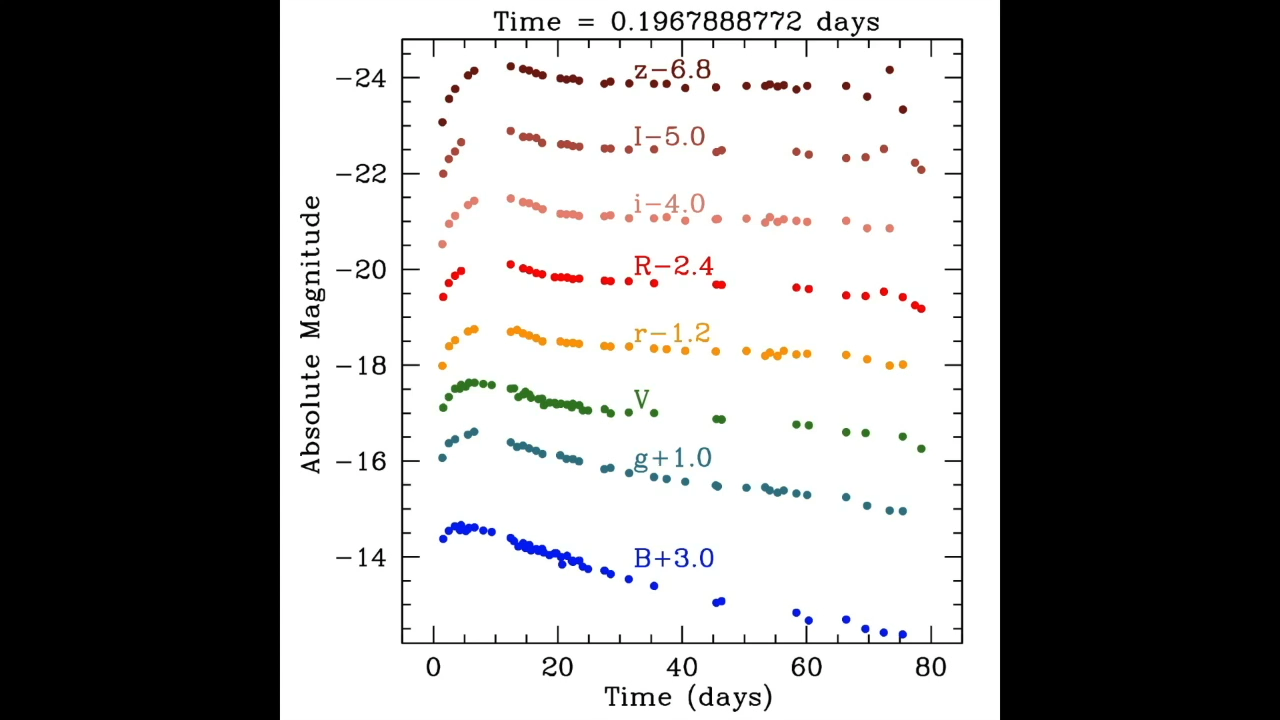 Time = 0.1967888772 days
Absolute Magnitude
−24
−22
−20
−18
−16
−14
z−6.8
I−5.0
i−4.0
R−2.4
r−1.2
V
g+1.0
B+3.0
0 20 40 60 80
Time (days)